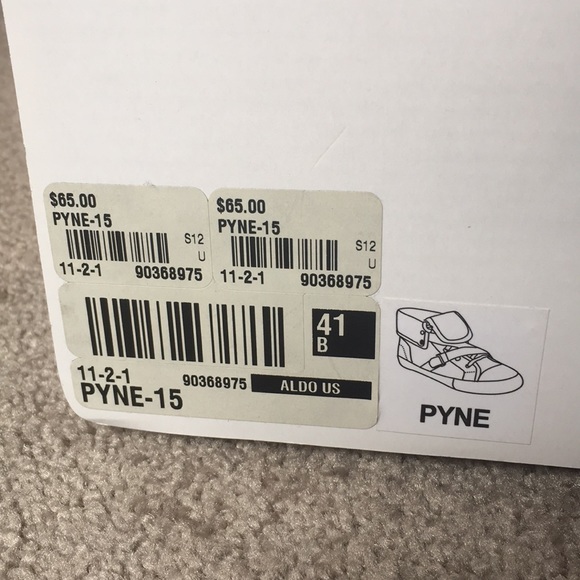 $65.00
PYNE-15
S12
U
11-2-1 90368975
$65.00
PYNE-15
S12
U
11-2-1 90368975
41
B
11-2-1 90368975 ALDO US
PYNE-15
PYNE